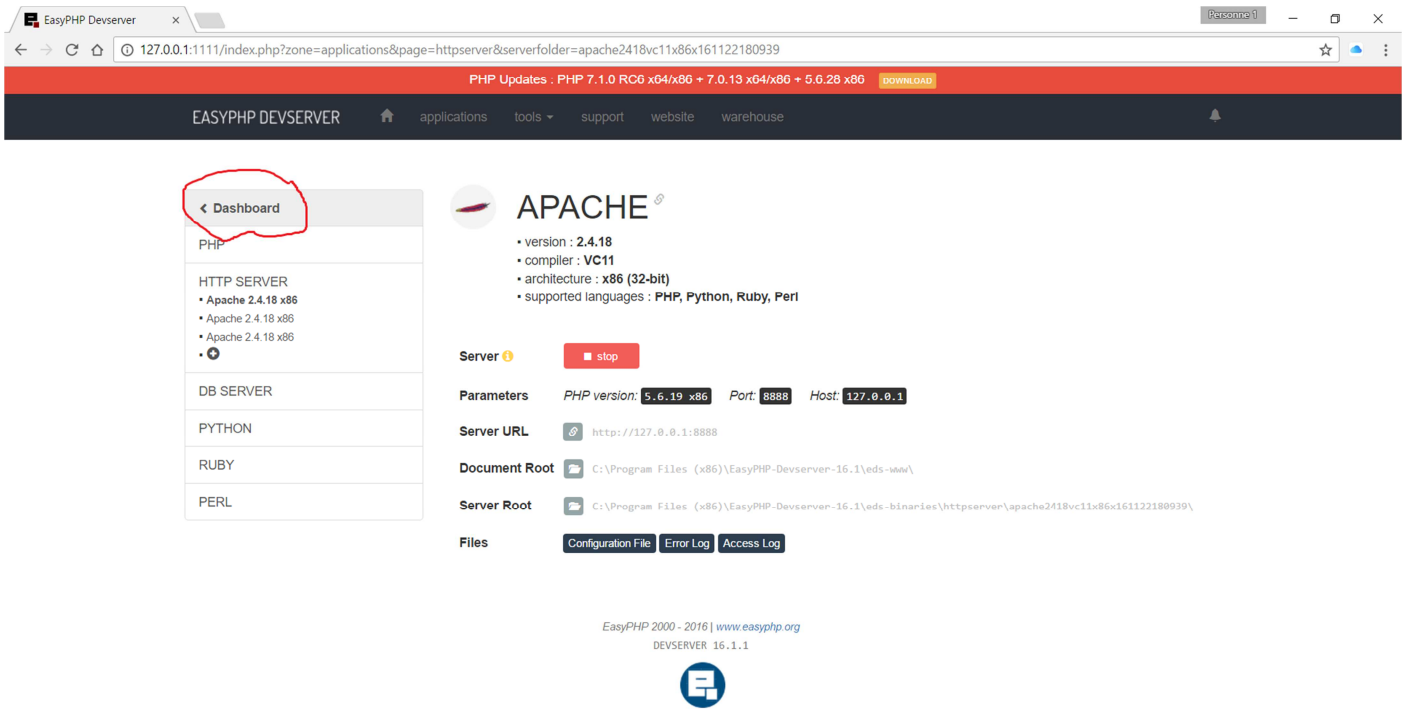 EasyPHP Devserver
Personne 1
127.0.0.1:1111/index.php?zone=applications&page=httpserver&serverfolder=apache2418vc11x86x161122180939
PHP Updates : PHP 7.1.0 RC6 x64/x86 + 7.0.13 x64/x86 + 5.6.28 x86 DOWNLOAD
EASYPHP DEVSERVER applications tools support website warehouse
Dashboard
PHP
HTTP SERVER
▪ Apache 2.4.18 x86
▪ Apache 2.4.18 x86
▪ Apache 2.4.18 x86
DB SERVER
PYTHON
RUBY
PERL
APACHE
▪ version : 2.4.18
▪ compiler : VC11
▪ architecture : x86 (32-bit)
▪ supported languages : PHP, Python, Ruby, Perl
Server stop
Parameters PHP version: 5.6.19 x86 Port: 8888 Host: 127.0.0.1
Server URL http://127.0.0.1:8888
Document Root C:\Program Files (x86)\EasyPHP-Devserver-16.1\eds-www\
Server Root C:\Program Files (x86)\EasyPHP-Devserver-16.1\eds-binaries\httpserver\apache2418vc11x86x161122180939\
Files Configuration File Error Log Access Log
EasyPHP 2000 - 2016 | www.easyphp.org
DEVSERVER 16.1.1